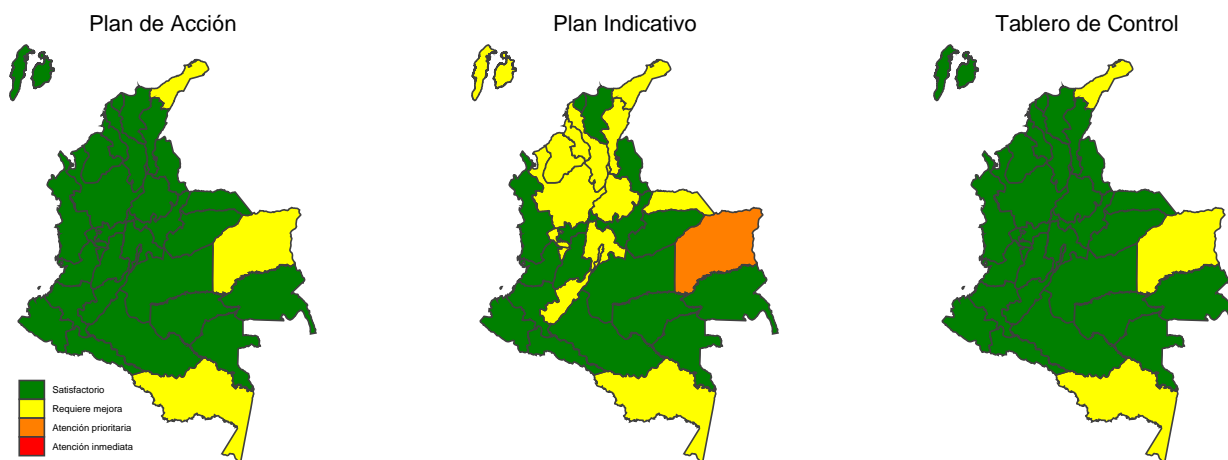 Plan de Acción
Plan Indicativo
Tablero de Control
Satisfactorio
Requiere mejora
Atención prioritaria
Atención inmediata